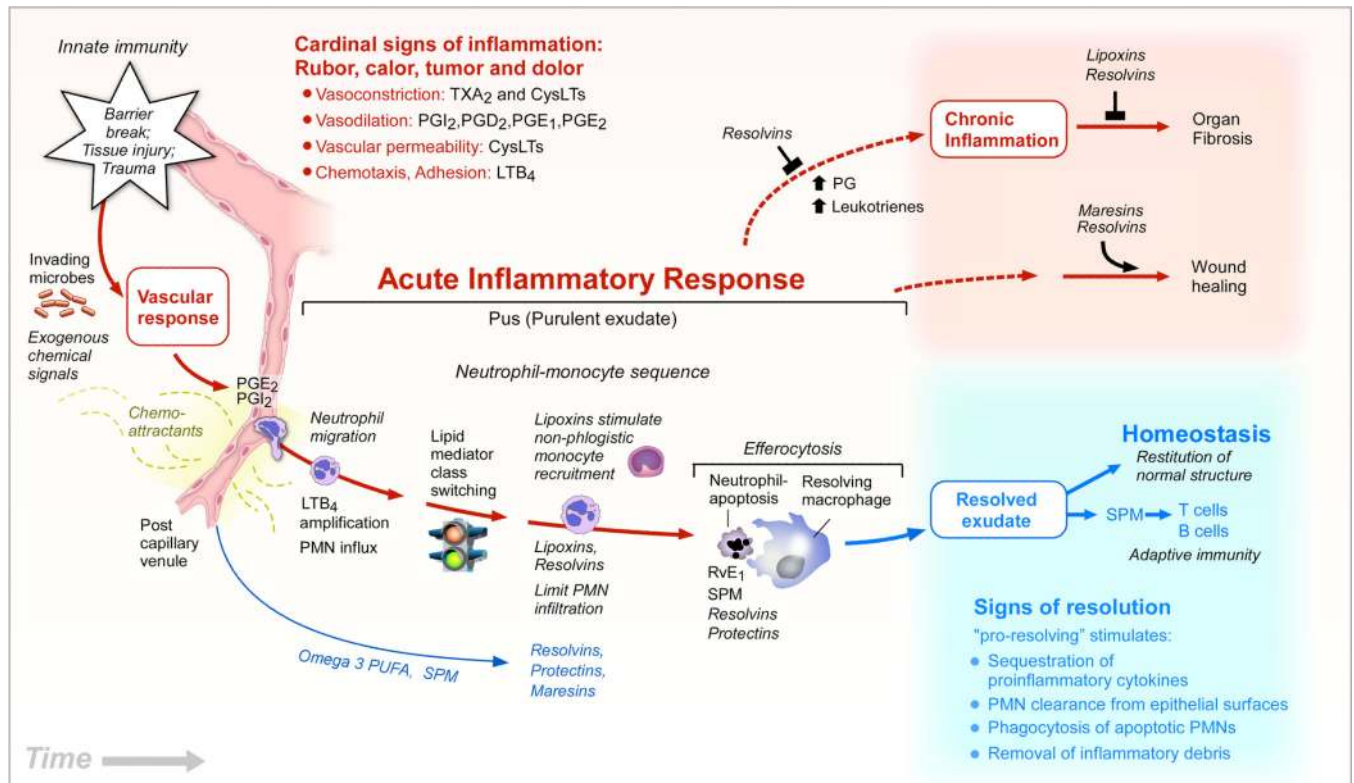 Innate immunity
Barrier
break;
Tissue injury;
Trauma
Cardinal signs of inflammation:
Rubor, calor, tumor and dolor
● Vasoconstriction: TXA2 and CysLTs
● Vasodilation: PGI2,PGD2,PGE1,PGE2
● Vascular permeability: CysLTs
● Chemotaxis, Adhesion: LTB4
Resolvins
PG
Leukotrienes
Chronic
Inflammation
Lipoxins
Resolvins
Organ
Fibrosis
Maresins
Resolvins
Wound
healing
Invading
microbes
Exogenous
chemical
signals
Vascular
response
PGE2
PGI2
Chemo-
attractants
Post
capillary
venule
Acute Inflammatory Response
Pus (Purulent exudate)
Neutrophil-monocyte sequence
Neutrophil
migration
LTB4
amplification
PMN influx
Lipid
mediator
class
switching
Lipoxins stimulate
non-phlogistic
monocyte
recruitment
Lipoxins,
Resolvins
Limit PMN
infiltration
Efferocytosis
Neutrophil-
apoptosis
Resolving
macrophage
RvE1
SPM
Resolvins
Protectins
Omega 3 PUFA, SPM
Resolvins,
Protectins,
Maresins
Resolved
exudate
Homeostasis
Restitution of
normal structure
SPM
T cells
B cells
Adaptive immunity
Signs of resolution
"pro-resolving” stimulates:
● Sequestration of
proinflammatory cytokines
● PMN clearance from epithelial surfaces
● Phagocytosis of apoptotic PMNs
● Removal of inflammatory debris
Time